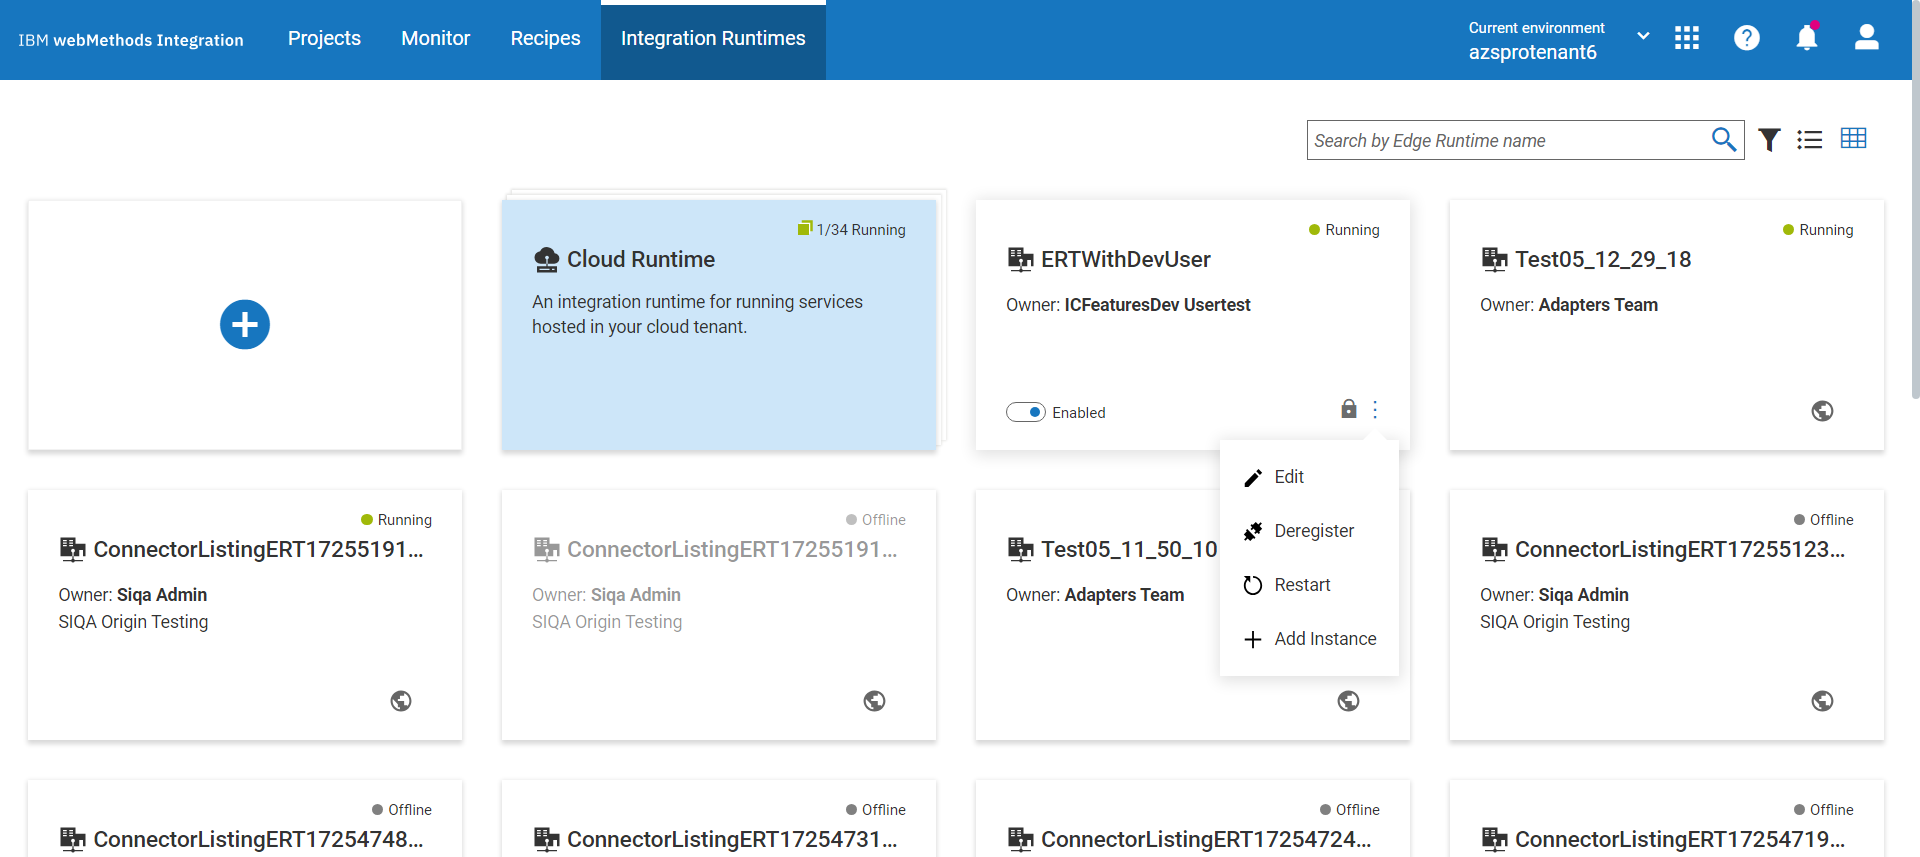 IBM webMethods Integration
Projects
Monitor
Recipes
Integration Runtimes
Current environment
azsprotenant6
Search by Edge Runtime name
1/34 Running
Cloud Runtime
An integration runtime for running services
hosted in your cloud tenant.
Running
ERTWithDevUser
Owner: ICFeaturesDev Usertest
Enabled
Running
Test05_12_29_18
Owner: Adapters Team
Edit
Deregister
Restart
Add Instance
Running
ConnectorListingERT17255191...
Owner: Siqa Admin
SIQA Origin Testing
Offline
ConnectorListingERT17255191...
Owner: Siqa Admin
SIQA Origin Testing
Test05_11_50_10
Owner: Adapters Team
Offline
ConnectorListingERT17255123...
Owner: Siqa Admin
SIQA Origin Testing
Offline
ConnectorListingERT17254748...
Offline
ConnectorListingERT17254731...
Offline
ConnectorListingERT17254724...
Offline
ConnectorListingERT17254719...